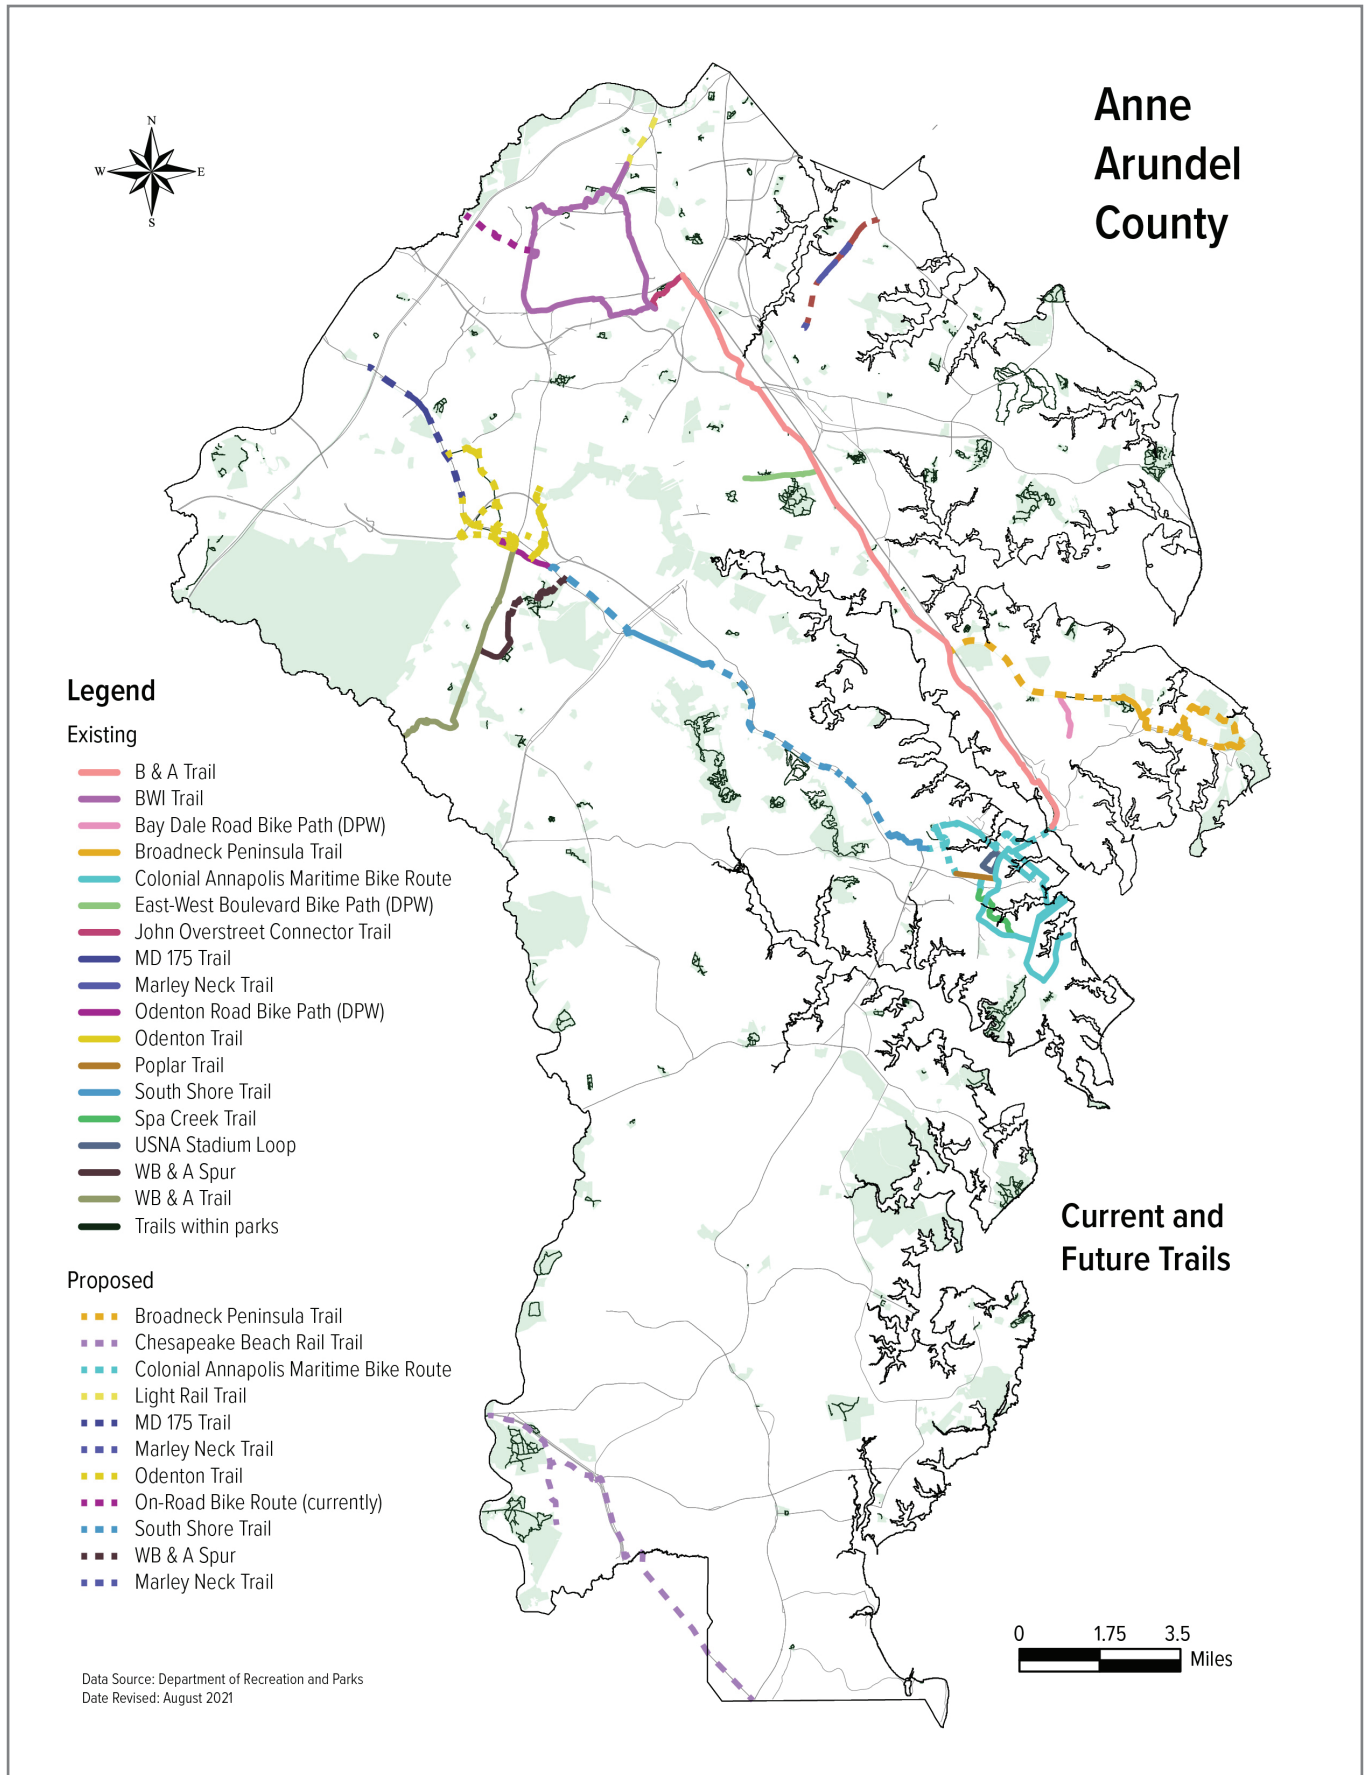 Anne
Arundel
County
N
W
E
S
Legend
Existing
B & A Trail
BWI Trail
Bay Dale Road Bike Path (DPW)
Broadneck Peninsula Trail
Colonial Annapolis Maritime Bike Route
East-West Boulevard Bike Path (DPW)
John Overstreet Connector Trail
MD 175 Trail
Marley Neck Trail
Odenton Road Bike Path (DPW)
Odenton Trail
Poplar Trail
South Shore Trail
Spa Creek Trail
USNA Stadium Loop
WB & A Spur
WB & A Trail
Trails within parks
Proposed
Broadneck Peninsula Trail
Chesapeake Beach Rail Trail
Colonial Annapolis Maritime Bike Route
Light Rail Trail
MD 175 Trail
Marley Neck Trail
Odenton Trail
On-Road Bike Route (currently)
South Shore Trail
WB & A Spur
Marley Neck Trail
Current and
Future Trails
0 1.75 3.5
Miles
Data Source: Department of Recreation and Parks
Date Revised: August 2021